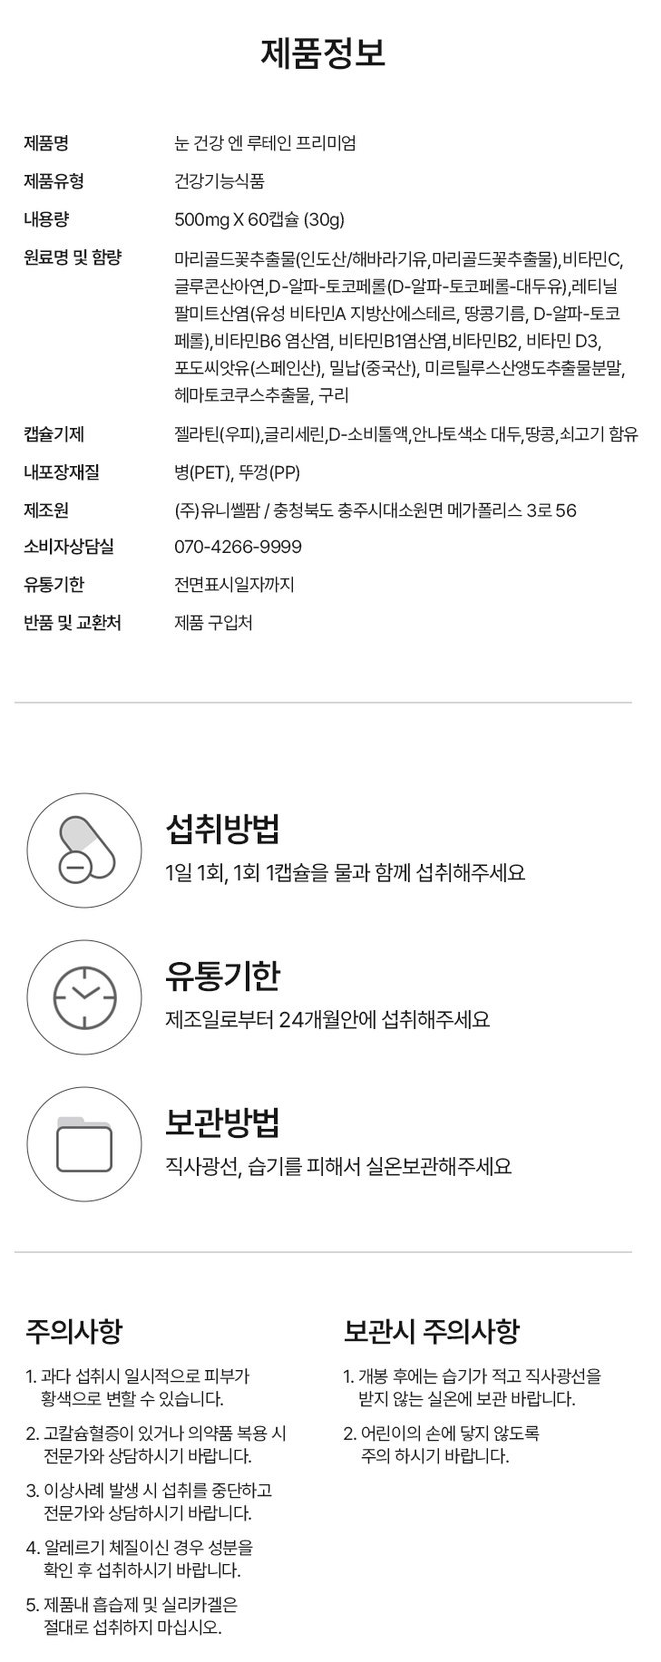 제품정보
제품명 눈 건강 엔 루테인 프리미엄
제품유형 건강기능식품
내용량 500mg X 60캡슐 (30g)
원료명 및 함량 마리골드꽃추출물(인도산/해바라기유,마리골드꽃추출물),비타민C,
글루콘산아연,D-알파-토코페롤(D-알파-토코페롤-대두유),레티닐
팔미트산염(유성 비타민A 지방산에스테르, 땅콩기름, D-알파-토코
페롤),비타민B6 염산염, 비타민B1염산염,비타민B2, 비타민 D3,
포도씨앗유(스페인산), 밀납(중국산), 미르틸루스산앵도추출물분말,
헤마토코쿠스추출물, 구리
캡슐기제 젤라틴(우피),글리세린,D-소비톨액,안나토색소 대두,땅콩,쇠고기 함유
내포장재질 병(PET), 뚜껑(PP)
제조원 (주)유니쎌팜 / 충청북도 충주시대소원면 메가폴리스 3로 56
소비자상담실 070-4266-9999
유통기한 전면표시일자까지
반품 및 교환처 제품 구입처
섭취방법
1일 1회, 1회 1캡슐을 물과 함께 섭취해주세요
유통기한
제조일로부터 24개월안에 섭취해주세요
보관방법
직사광선, 습기를 피해서 실온보관해주세요
주의사항
1. 과다 섭취시 일시적으로 피부가
황색으로 변할 수 있습니다.
2. 고칼슘혈증이 있거나 의약품 복용 시
전문가와 상담하시기 바랍니다.
3. 이상사례 발생 시 섭취를 중단하고
전문가와 상담하시기 바랍니다.
4. 알레르기 체질이신 경우 성분을
확인 후 섭취하시기 바랍니다.
5. 제품내 흡습제 및 실리카겔은
절대로 섭취하지 마십시오.
보관시 주의사항
1. 개봉 후에는 습기가 적고 직사광선을
받지 않는 실온에 보관 바랍니다.
2. 어린이의 손에 닿지 않도록
주의 하시기 바랍니다.